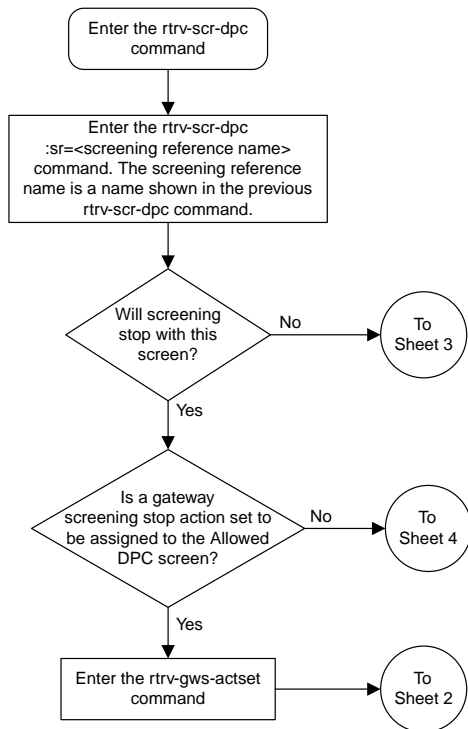 Enter the rtrv-scr-dpc
command
Enter the rtrv-scr-dpc
:sr=<screening reference name>
command. The screening reference
name is a name shown in the previous
rtrv-scr-dpc command.
Will screening
stop with this
screen?
No
To
Sheet 3
Yes
Is a gateway
screening stop action set to
be assigned to the Allowed
DPC screen?
No
To
Sheet 4
Yes
Enter the rtrv-gws-actset
command
To
Sheet 2